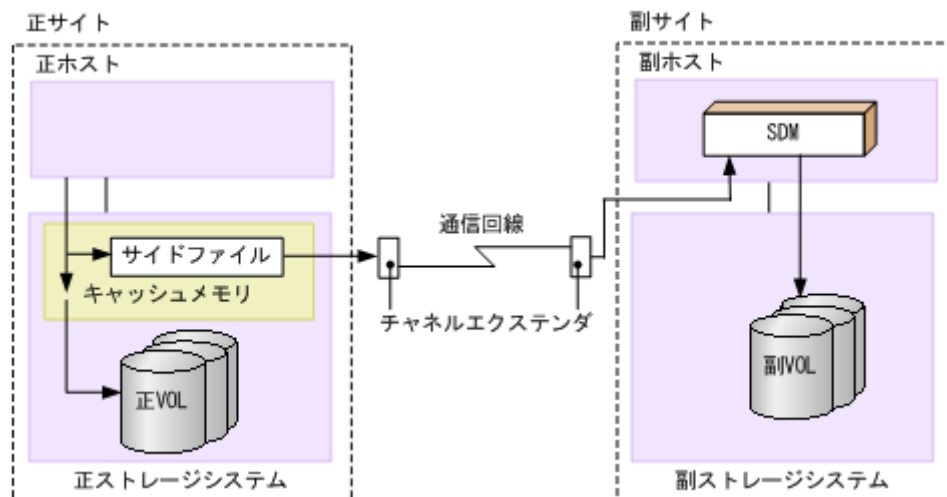 正サイト
正ホスト
サイドファイル
キャッシュメモリ
正VOL
正ストレージシステム
通信回線
チャネルエクステンダ
副サイト
副ホスト
SDM
副VOL
副ストレージシステム